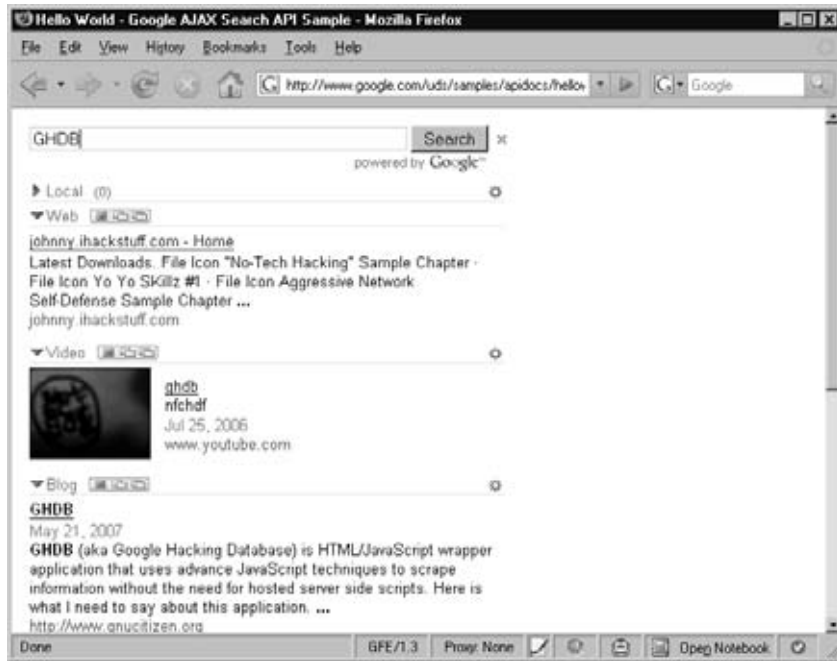 Hello World - Google AJAX Search API Sample - Mozilla Firefox
File Edit View History Bookmarks Tools Help
http://www.google.com/uds/samples/apidocs/hellow Google
GHDB Search
powered by Google™
Local (0)
Web
johnny.ihackstuff.com - Home
Latest Downloads. File Icon "No-Tech Hacking" Sample Chapter ·
File Icon Yo Yo SKillz #1 · File Icon Aggressive Network
Self-Defense Sample Chapter ...
johnny.ihackstuff.com
Video
ghdb
nfchdf
Jul 25, 2006
www.youtube.com
Blog
GHDB
May 21, 2007
GHDB (aka Google Hacking Database) is HTML/JavaScript wrapper
application that uses advance JavaScript techniques to scrape
information without the need for hosted server side scripts. Here is
what I need to say about this application. ...
http://www.gnucitizen.org
Done GFE/1.3 Proxy: None Open Notebook